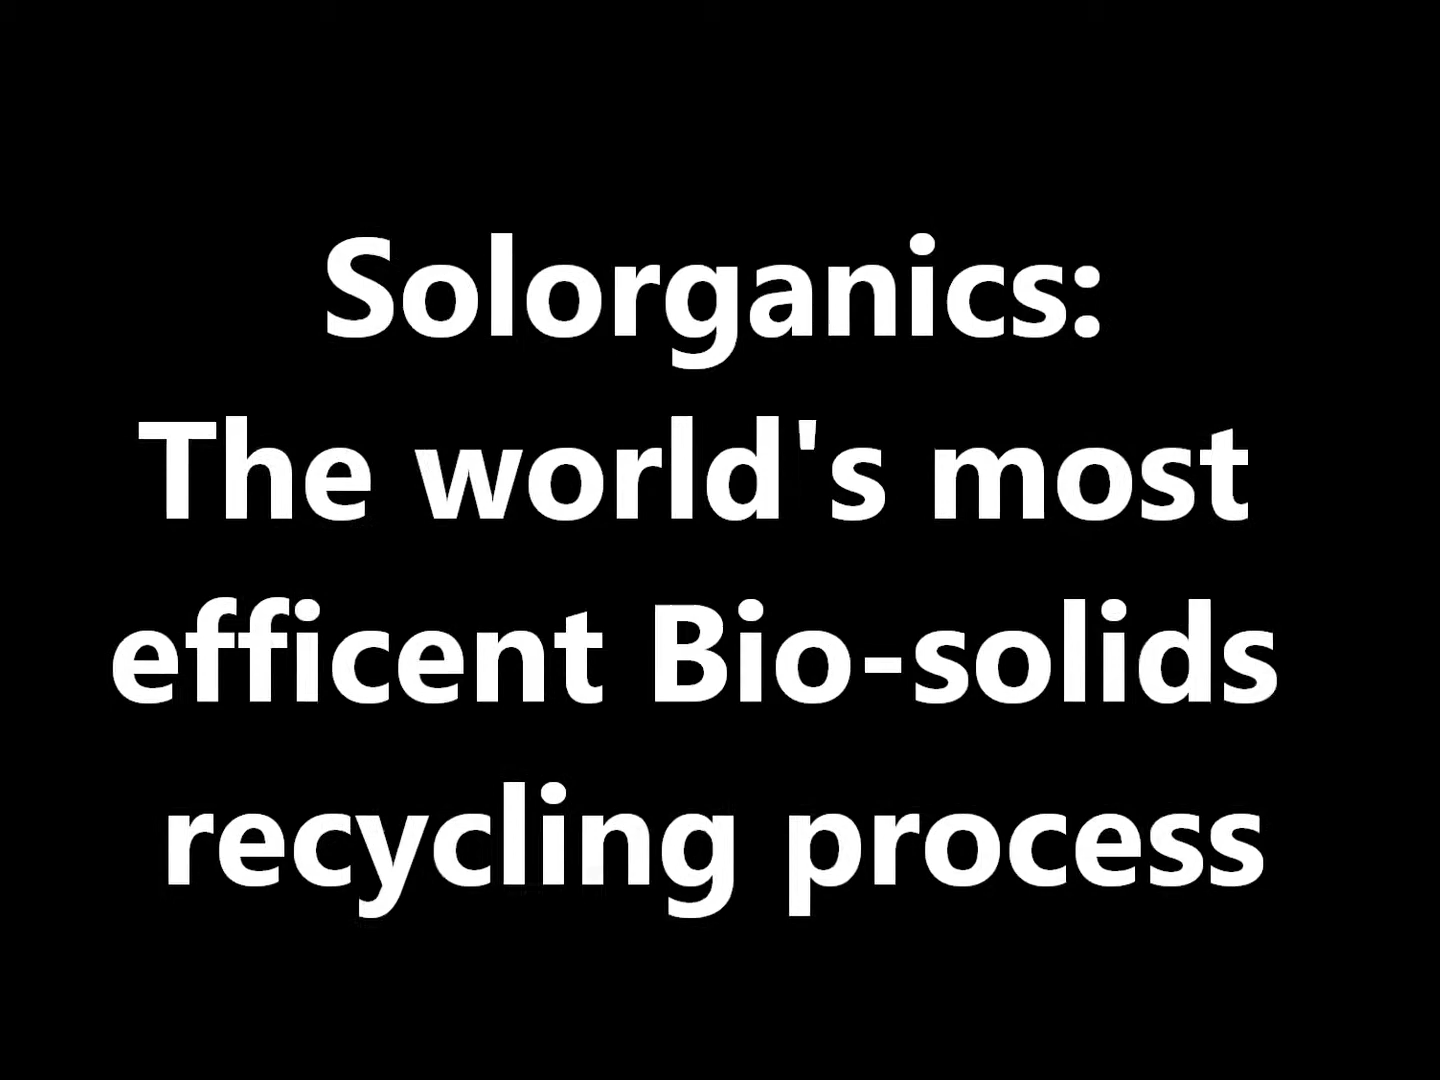 Solorganics:
The world's most
efficent Bio-solids
recycling process